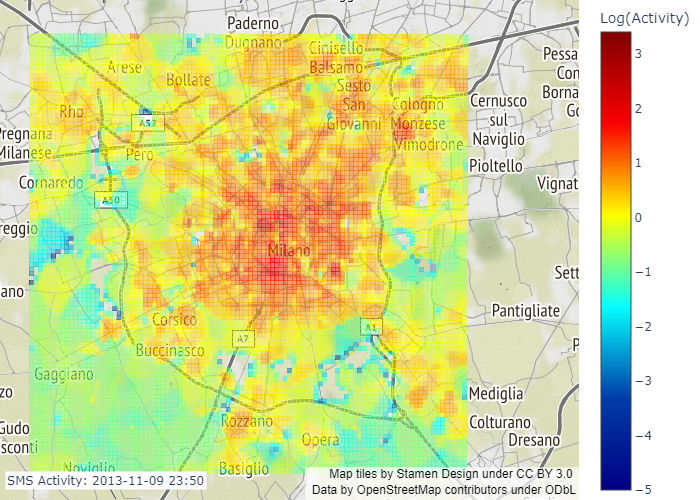 Paderno
Dugnano
Cinisello
Balsamo
Arese
Bollate
Sesto
San
Giovanni
Rho
Cologno
Monzese
Vimodrone
A52
Pero
Pregnana
Milanese
Cornaredo
A50
reggio
ano
Milano
Corsico
Buccinasco
A7
A1
Gaggiano
zzo
Gudo
sconti
Rozzano
Opera
Noviglio
Basiglio
Pessa
Con
Borna
Go
Cernusco
sul
Naviglio
Pioltello
Vignat
Sett
Pantigliate
P
Mediglia
Colturano
Dresano
SMS Activity: 2013-11-09 23:50
Map tiles by Stamen Design under CC BY 3.0
Data by OpenStreetMap contributors under ODbL
Log(Activity)
3
2
1
0
−1
−2
−3
−4
−5